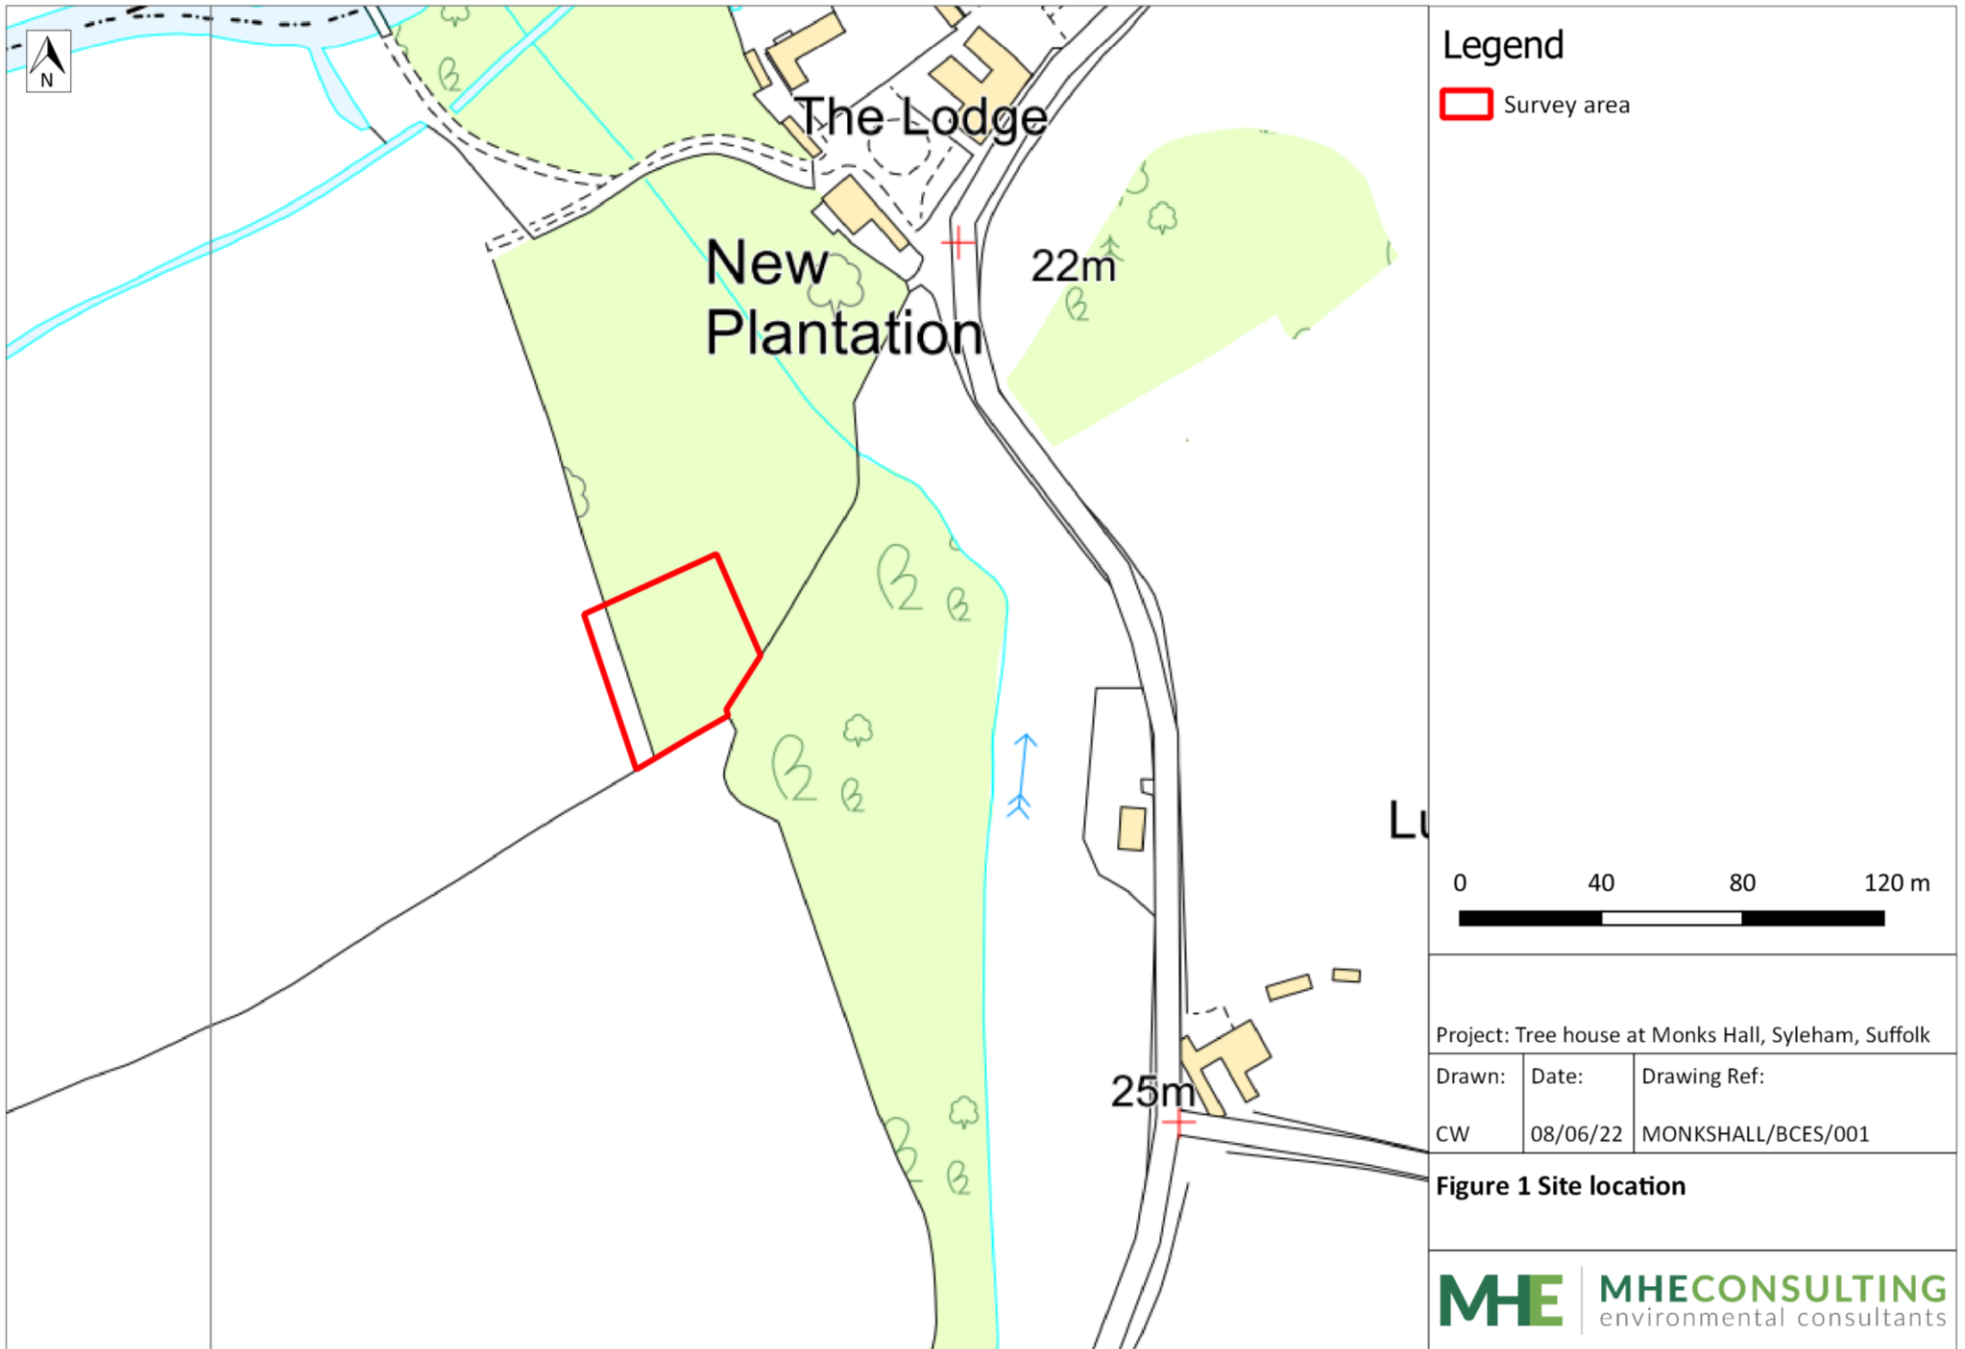 N
The Lodge
New
Plantation
22m
25m
Legend
Survey area
0 40 80 120 m
Project: Tree house at Monks Hall, Syleham, Suffolk
Drawn: Date: Drawing Ref:
CW 08/06/22 MONKSHALL/BCES/001
Figure 1 Site location
MHE MHECONSULTING
environmental consultants